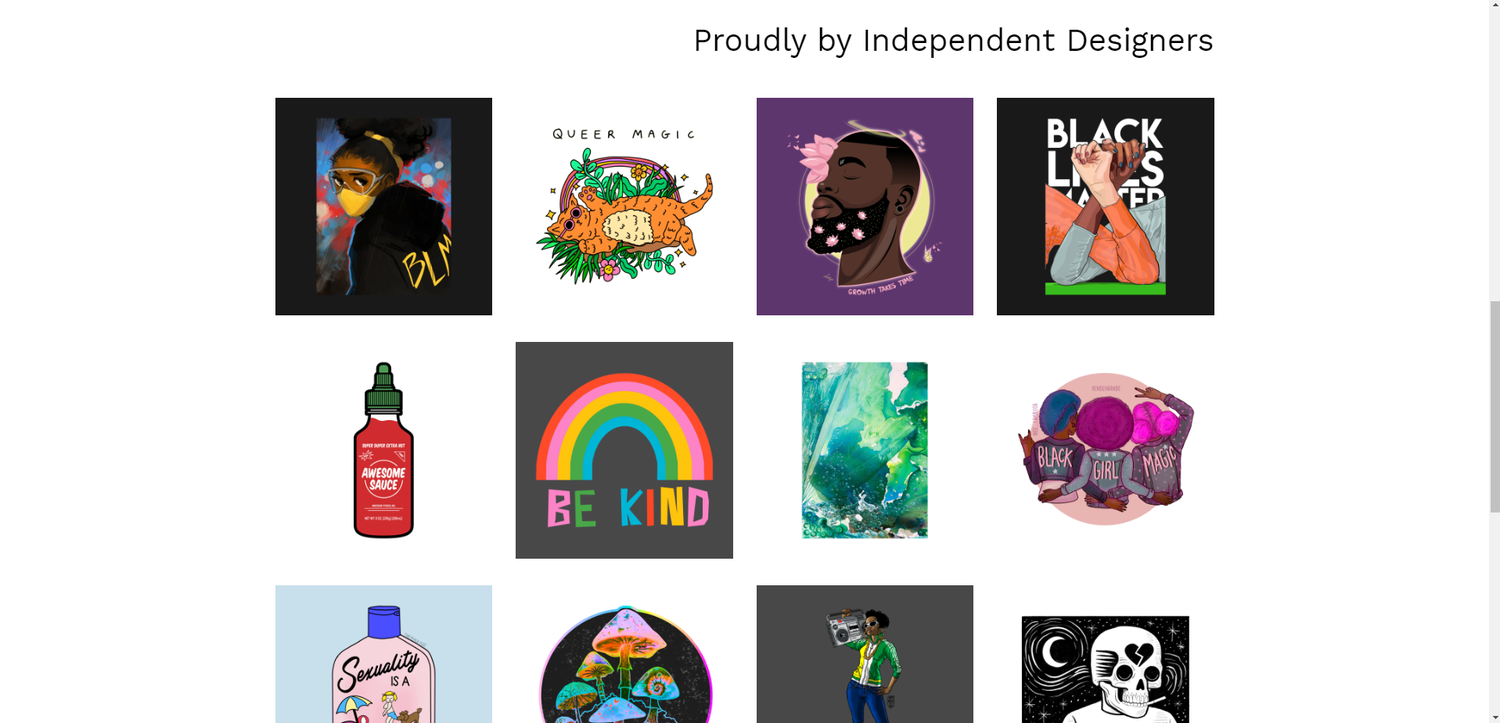 Proudly by Independent Designers
BLM
QUEER MAGIC
GROWTH TAKES TIME
BLACK
LIVES
MATTER
SUPER SUPER EXTRA HOT
AWESOME
SAUCE
BE KIND
BLACK
GIRL
MAGIC
Sexuality
IS A